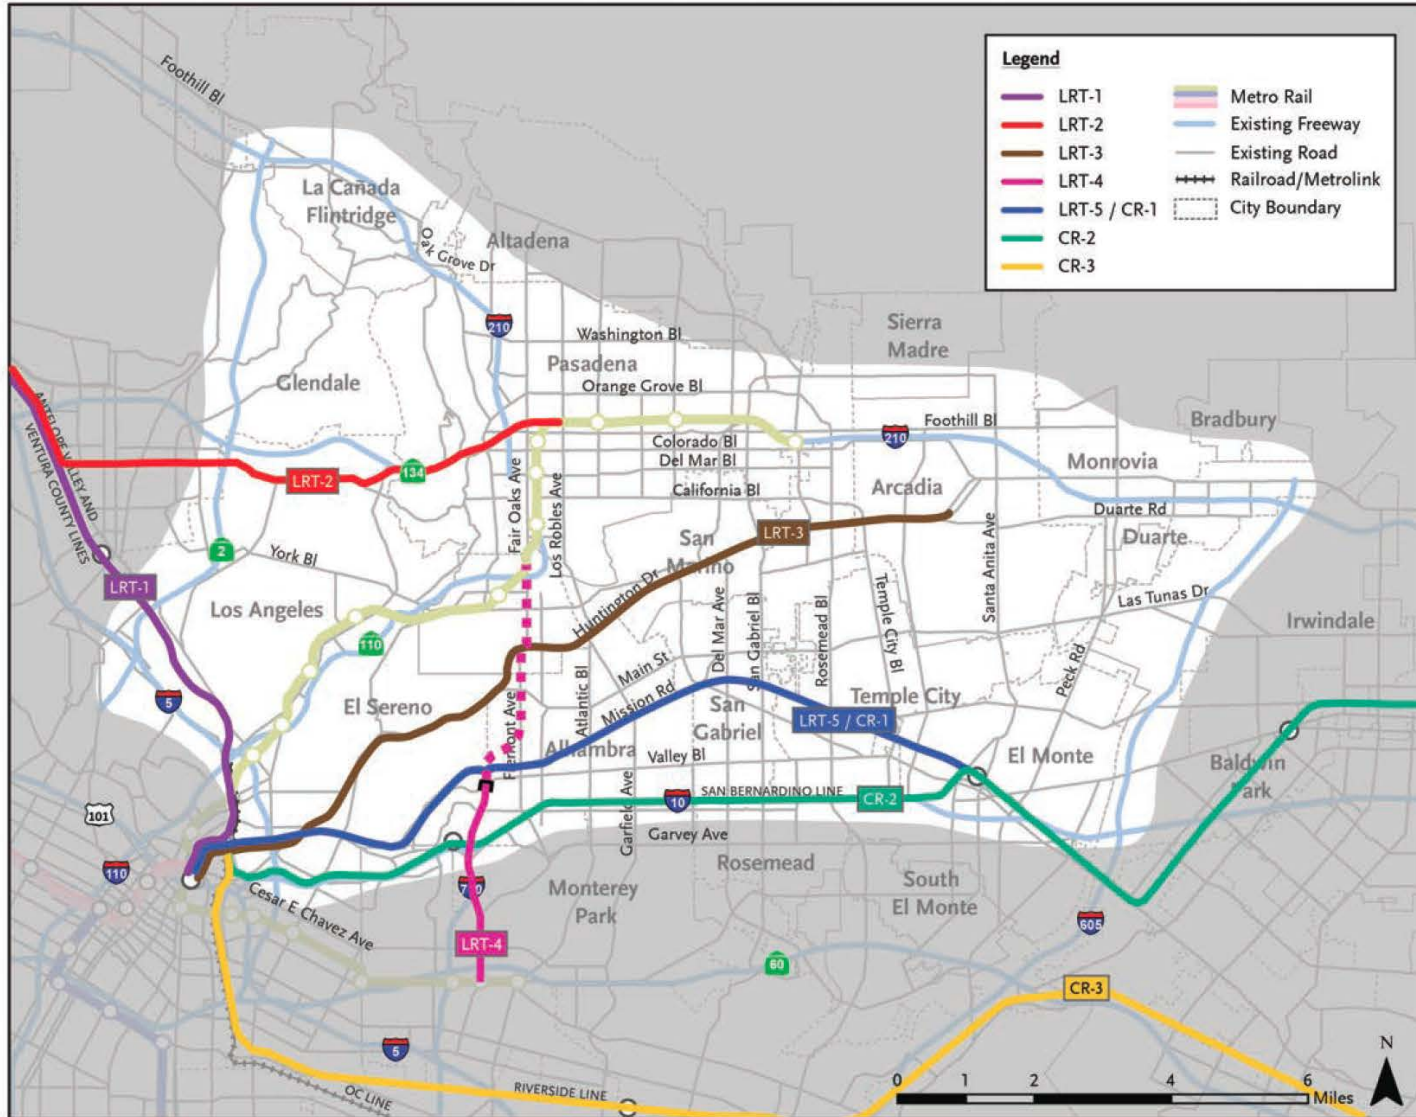 Legend
LRT-1
LRT-2
LRT-3
LRT-4
LRT-5 / CR-1
CR-2
CR-3
Metro Rail
Existing Freeway
Existing Road
Railroad/Metrolink
City Boundary
Foothill Bl
La Cañada
Flintridge
Oak Grove Dr
Altadena
210
Washington Bl
Sierra
Madre
Pasadena
Glendale
Orange Grove Bl
Foothill Bl
Bradbury
ANTELOPE VALLEY AND
VENTURA COUNTY LINES
Colorado Bl
210
Del Mar Bl
Monrovia
LRT-2
134
California Bl
Arcadia
Fair Oaks Ave
Los Robles Ave
Duarte Rd
Duarte
LRT-3
San
Marino
2
York Bl
LRT-1
Santa Anita Ave
Los Angeles
Huntington Dr
Las Tunas Dr
Irwindale
110
Del Mar Ave
San Gabriel Bl
Rosemead Bl
Temple City Bl
Main St
Mission Rd
Peck Rd
5
El Sereno
Fremont Ave
Atlantic Bl
Temple City
San
Gabriel
LRT-5 / CR-1
Alhambra
Valley Bl
El Monte
Baldwin
Park
SAN BERNARDINO LINE
10
CR-2
101
Garfield Ave
Garvey Ave
Rosemead
110
710
Monterey
Park
South
El Monte
Cesar E Chavez Ave
605
LRT-4
60
CR-3
5
OC LINE
RIVERSIDE LINE
N
0 1 2 4 6
Miles